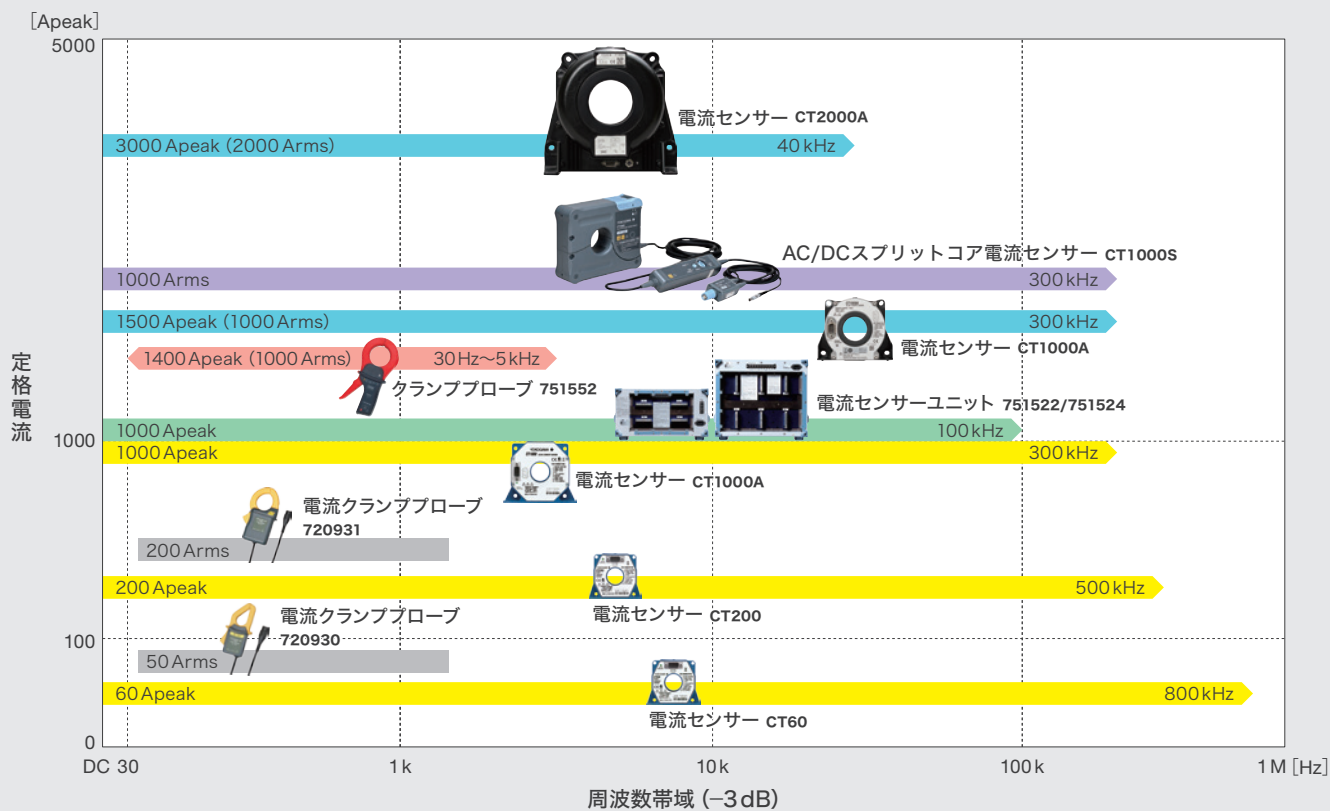 [Apeak]
5000
電流センサー CT2000A
3000 Apeak (2000 Arms)
40 kHz
AC/DCスプリットコア電流センサー CT1000S
1000 Arms
300 kHz
1500 Apeak (1000 Arms)
300 kHz
電流センサー CT1000A
1400 Apeak (1000 Arms)
30 Hz～5 kHz
クランププローブ 751552
定格電流
電流センサーユニット 751522/751524
1000 Apeak
100 kHz
1000
1000 Apeak
300 kHz
電流センサー CT1000A
電流クランププローブ
720931
200 Arms
200 Apeak
500 kHz
電流センサー CT200
電流クランププローブ
720930
100
50 Arms
60 Apeak
800 kHz
電流センサー CT60
0
DC 30
1 k
10 k
100 k
1 M [Hz]
周波数帯域 (−3 dB)